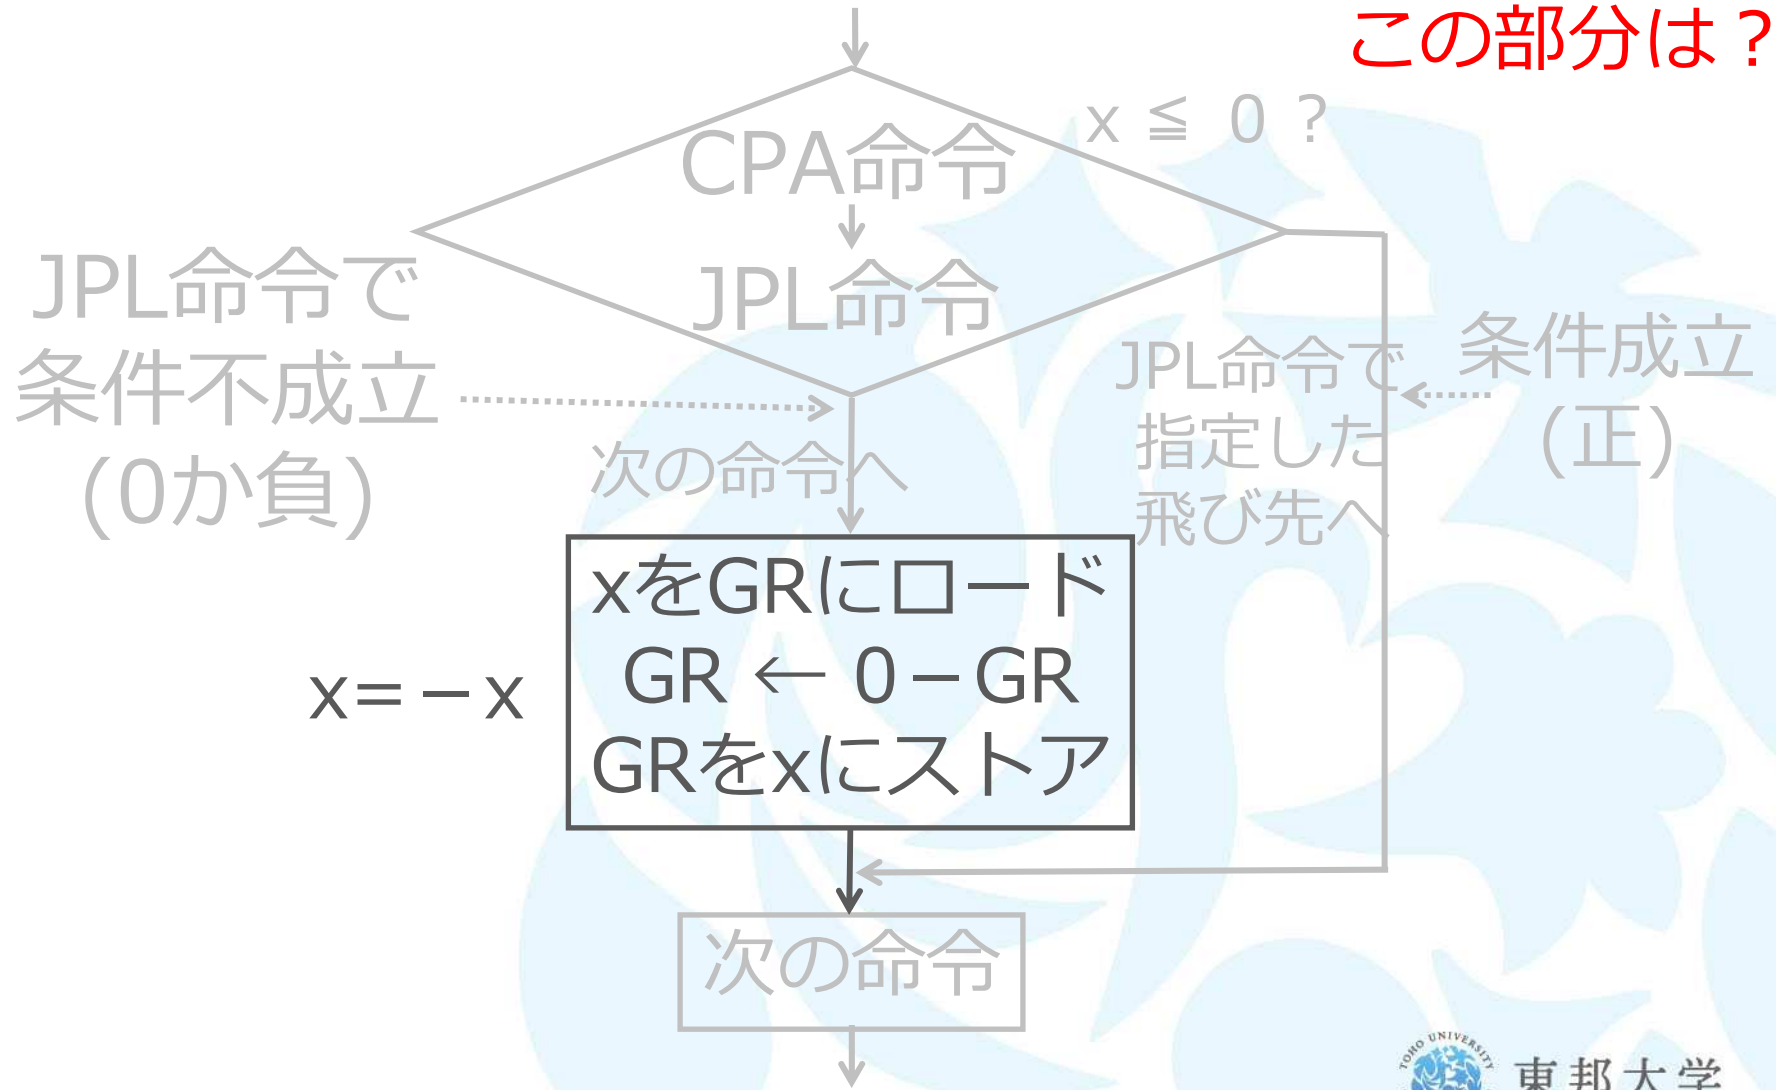 この部分は？
x ≦ 0 ?
CPA命令
JPL命令
JPL命令で
条件不成立
(0か負)
次の命令へ
JPL命令で
指定した
飛び先へ
条件成立
(正)
x=－x
xをGRにロード
GR ← 0－GR
GRをxにストア
次の命令
TOHO UNIVERSITY
東邦大学